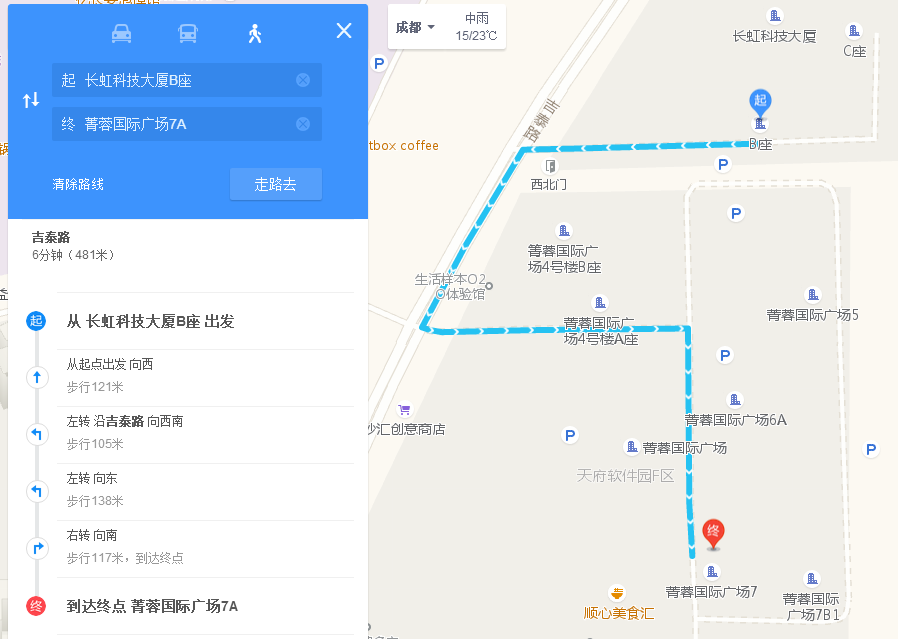 起 长虹科技大厦B座
终 菁蓉国际广场7A
清除路线
走路去
吉泰路
6分钟（481米）
起
从 长虹科技大厦B座 出发
从起点出发 向西
步行121米
左转 沿吉泰路 向西南
步行105米
左转 向东
步行138米
右转 向南
步行117米，到达终点
终
到达终点 菁蓉国际广场7A
成都
中雨
15/23℃
P
tbox coffee
吉泰路
长虹科技大厦
C座
起
B座
P
西北门
P
菁蓉国际广
场4号楼B座
生活样本O2
体验馆
菁蓉国际广
场4号楼A座
菁蓉国际广场5
P
菁蓉国际广场6A
汇创意商店
P
菁蓉国际广场
P
天府软件园F区
终
菁蓉国际广场7
菁蓉国际
广场7B1
顺心美食汇